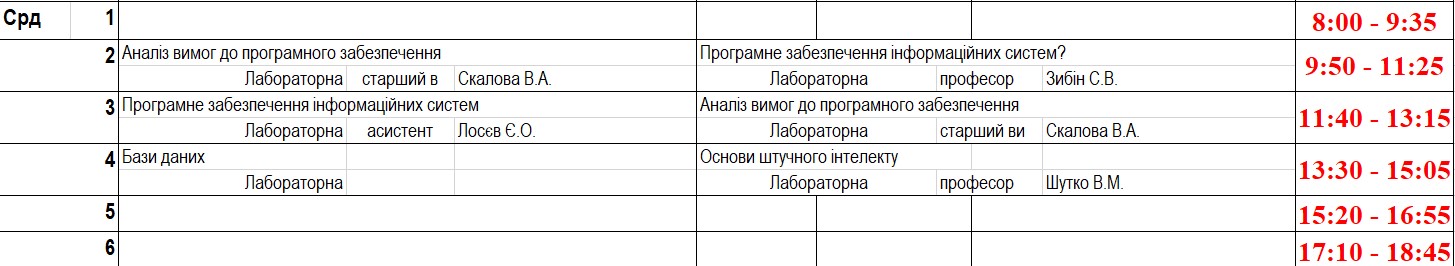 Срд 1 8:00 - 9:35
2 Аналіз вимог до програмного забезпечення Програмне забезпечення інформаційних систем? 9:50 - 11:25
Лабораторна старший в Скалова В.А. Лабораторна професор Зибін С.В.
3 Програмне забезпечення інформаційних систем Аналіз вимог до програмного забезпечення 11:40 - 13:15
Лабораторна асистент Лосєв Є.О. Лабораторна старший ви Скалова В.А.
4 Бази даних Основи штучного інтелекту 13:30 - 15:05
Лабораторна Лабораторна професор Шутко В.М.
5 15:20 - 16:55
6 17:10 - 18:45